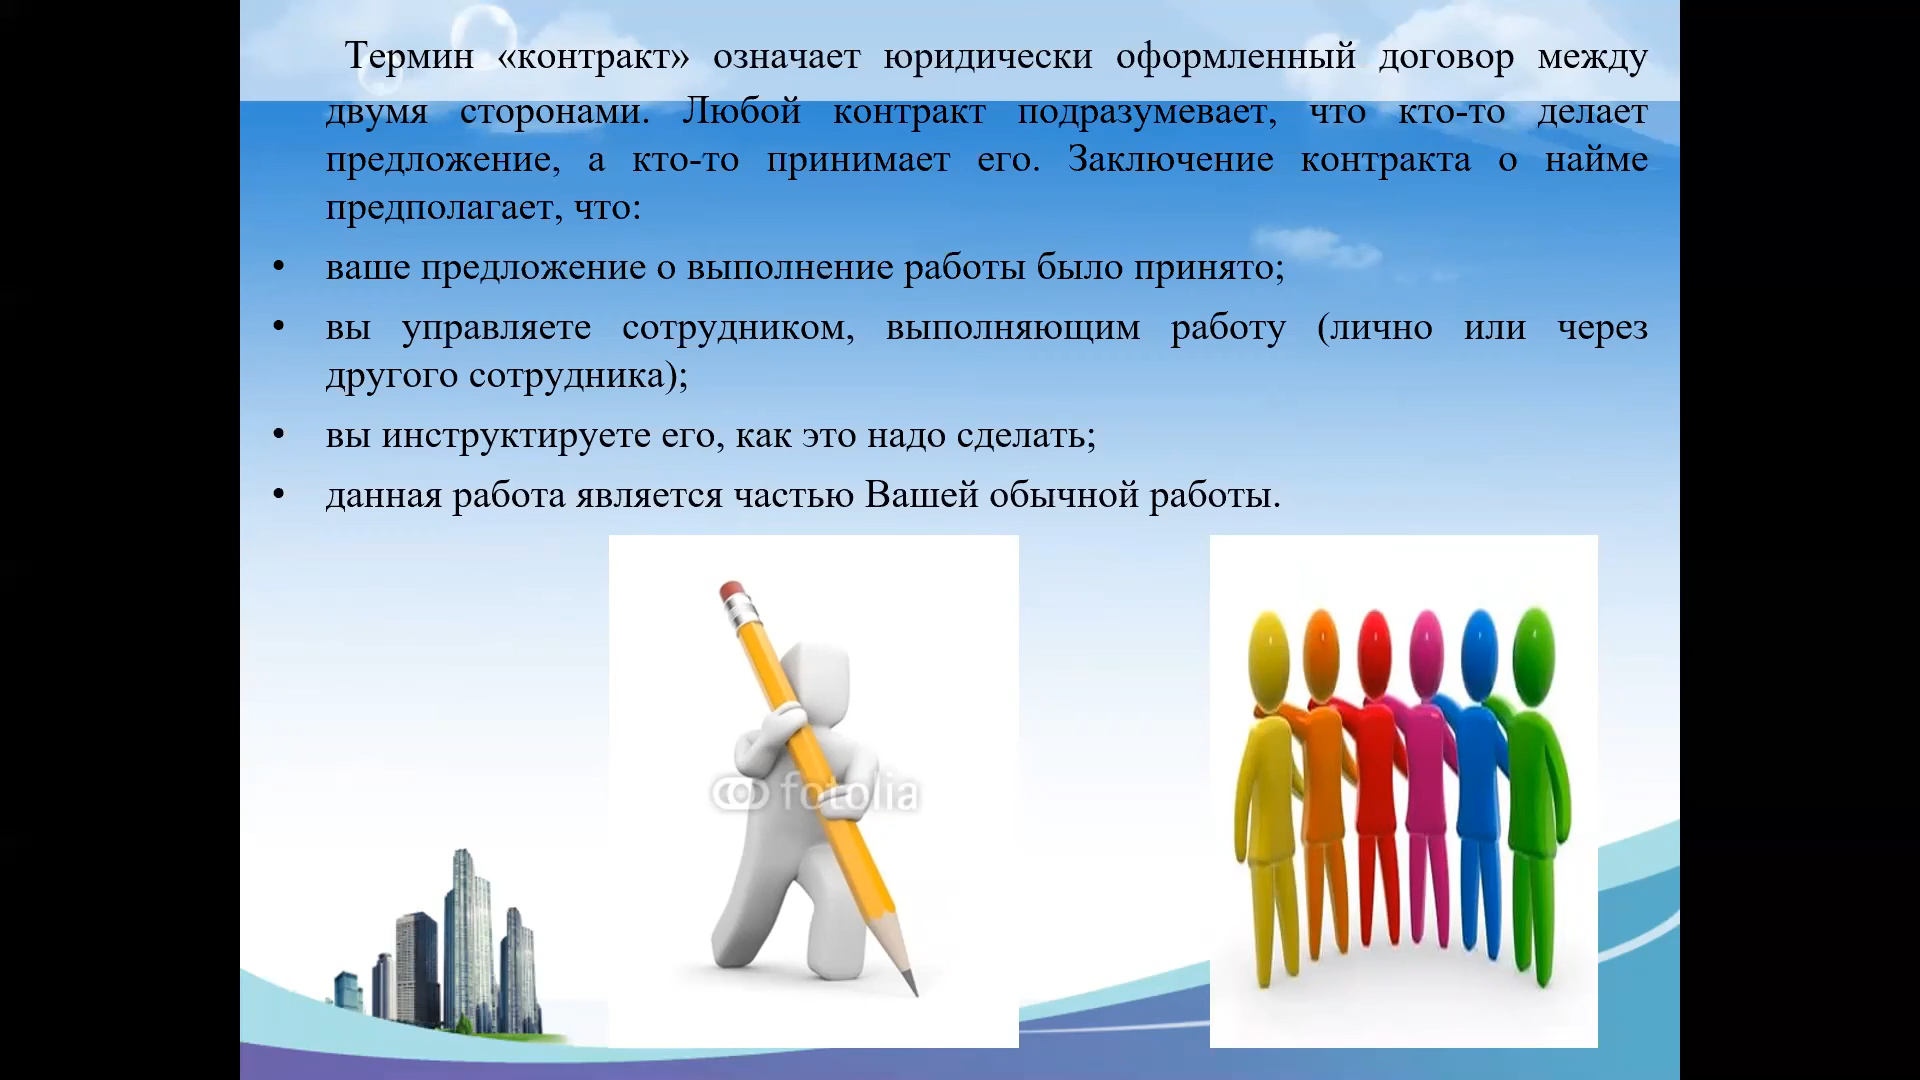 Термин «контракт» означает юридически оформленный договор между
двумя сторонами. Любой контракт подразумевает, что кто-то делает
предложение, а кто-то принимает его. Заключение контракта о найме
предполагает, что:
• ваше предложение о выполнение работы было принято;
• вы управляете сотрудником, выполняющим работу (лично или через
другого сотрудника);
• вы инструктируете его, как это надо сделать;
• данная работа является частью Вашей обычной работы.
fotolia